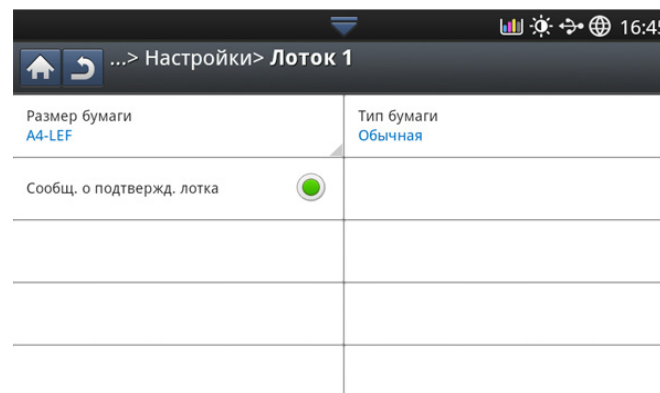 16:45
...> Настройки> Лоток 1
Размер бумаги
A4-LEF
Тип бумаги
Обычная
Сообщ. о подтвержд. лотка